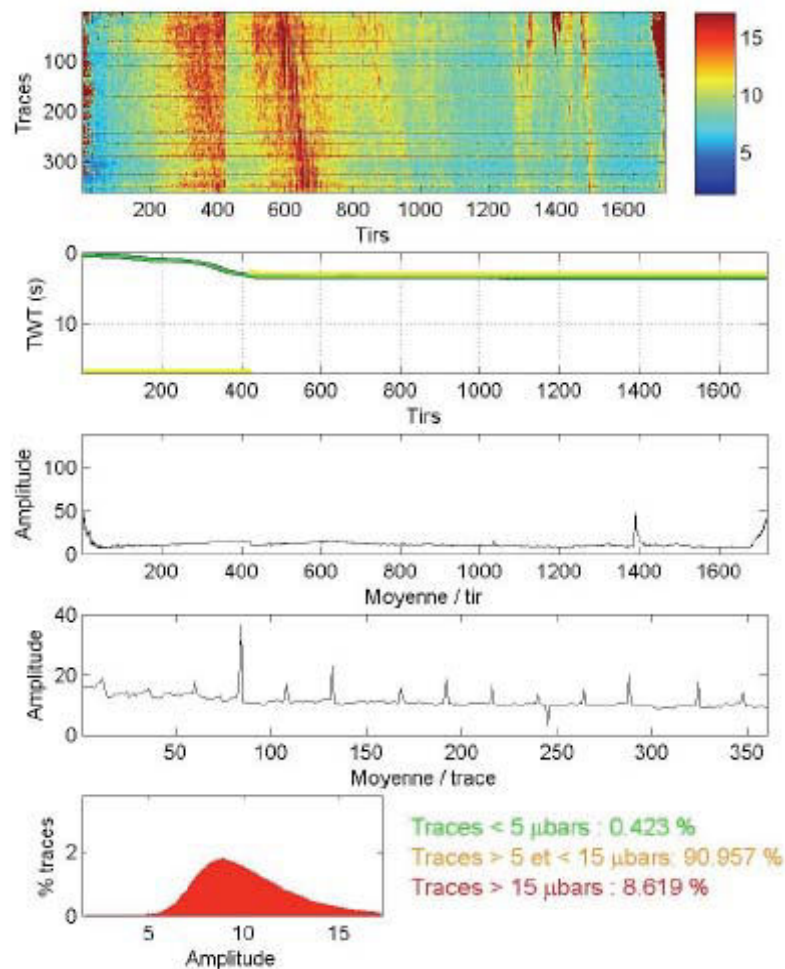 100
200
300
Traces
15
10
5
200 400 600 800 1000 1200 1400 1600
Tirs
0
10
TWT (s)
200 400 600 800 1000 1200 1400 1600
Tirs
100
50
0
Amplitude
200 400 600 800 1000 1200 1400 1600
Moyenne / tir
40
20
0
Amplitude
50 100 150 200 250 300 350
Moyenne / trace
2
0
% traces
5 10 15
Amplitude
Traces < 5 µbars : 0.423 %
Traces > 5 et < 15 µbars: 90.957 %
Traces > 15 µbars : 8.619 %